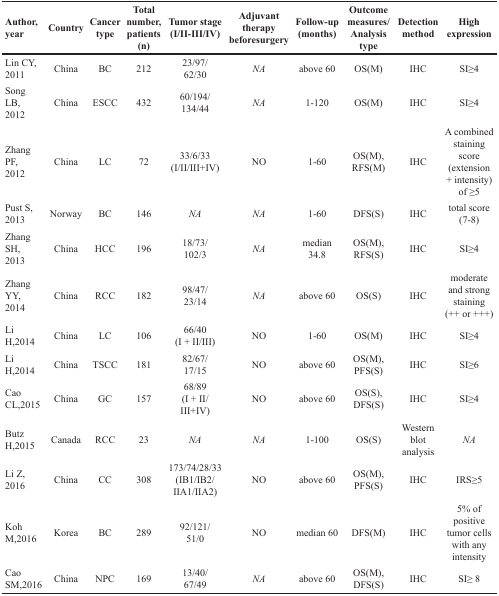 Author, year | Country | Cancer type | Total number, patients (n) | Tumor stage (I/II-III/IV) | Adjuvant therapy beforesurgery | Follow-up (months) | Outcome measures/ Analysis type | Detection method | High expression
Lin CY, 2011 | China | BC | 212 | 23/97/ 62/30 | NA | above 60 | OS(M) | IHC | SI≥4
Song LB, 2012 | China | ESCC | 432 | 60/194/ 134/44 | NA | 1-120 | OS(M) | IHC | SI≥4
Zhang PF, 2012 | China | LC | 72 | 33/6/33 (I/II/III+IV) | NO | 1-60 | OS(M), RFS(M) | IHC | A combined staining score (extension + intensity) of ≥5
Pust S, 2013 | Norway | BC | 146 | NA | NA | 1-60 | DFS(S) | IHC | total score (7-8)
Zhang SH, 2013 | China | HCC | 196 | 18/73/ 102/3 | NA | median 34.8 | OS(M), RFS(S) | IHC | SI≥4
Zhang YY, 2014 | China | RCC | 182 | 98/47/ 23/14 | NA | above 60 | OS(S) | IHC | moderate and strong staining (++ or +++)
Li H,2014 | China | LC | 106 | 66/40 (I + II/III) | NO | 1-60 | OS(M) | IHC | SI≥4
Li H,2014 | China | TSCC | 181 | 82/67/ 17/15 | NO | above 60 | OS(M), PFS(S) | IHC | SI≥6
Cao CL,2015 | China | GC | 157 | 68/89 (I + II/ III+IV) | NO | above 60 | OS(S), DFS(S) | IHC | SI≥4
Butz H,2015 | Canada | RCC | 23 | NA | NA | 1-100 | OS(S) | Western blot analysis | NA
Li Z, 2016 | China | CC | 308 | 173/74/28/33 (IB1/IB2/ IIA1/IIA2) | NO | above 60 | OS(M), PFS(S) | IHC | IRS≥5
Koh M,2016 | Korea | BC | 289 | 92/121/ 51/0 | NO | median 60 | DFS(M) | IHC | 5% of positive tumor cells with any intensity
Cao SM,2016 | China | NPC | 169 | 13/40/ 67/49 | NA | above 60 | OS(M), DFS(S) | IHC | SI≥ 8